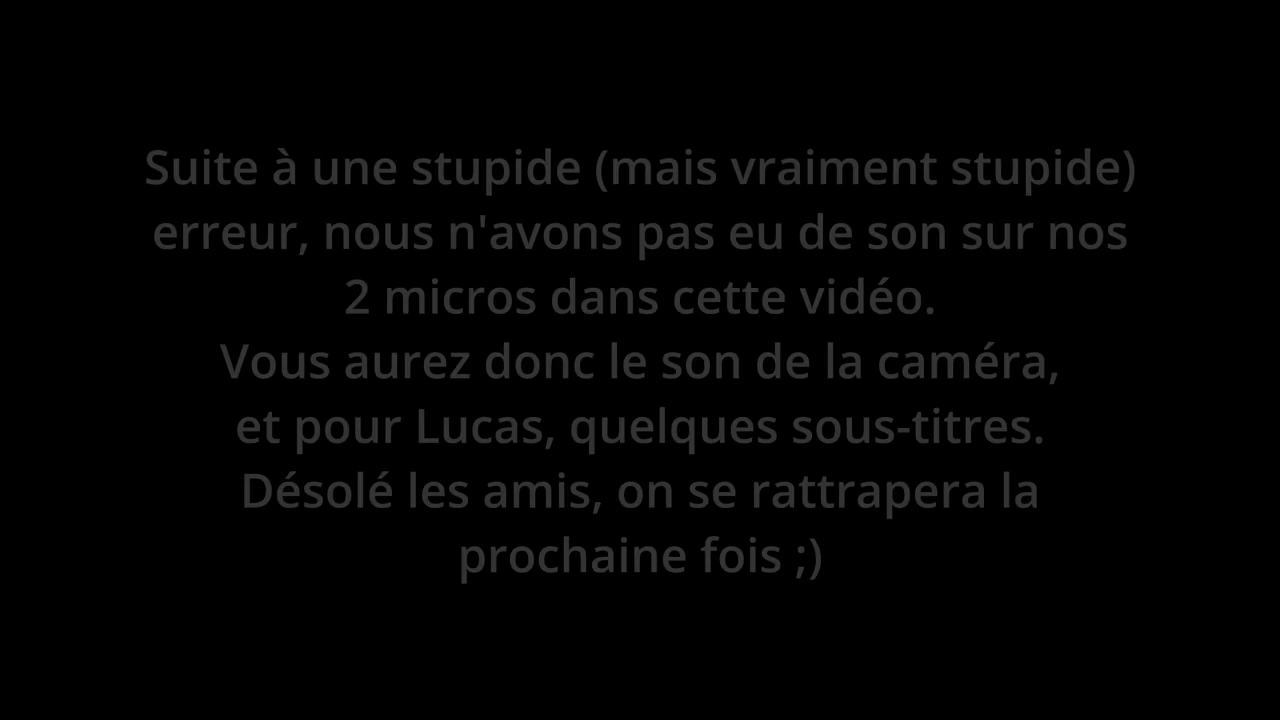 Suite à une stupide (mais vraiment stupide)
erreur, nous n'avons pas eu de son sur nos
2 micros dans cette vidéo.
Vous aurez donc le son de la caméra,
et pour Lucas, quelques sous-titres.
Désolé les amis, on se rattrapera la
prochaine fois ;)